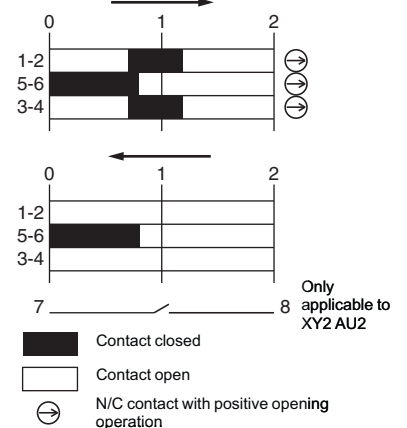 0 1 2
1-2
5-6
3-4
0 1 2
1-2
5-6
3-4
7 8 Only
applicable to
XY2 AU2
Contact closed
Contact open
N/C contact with positive opening
operation